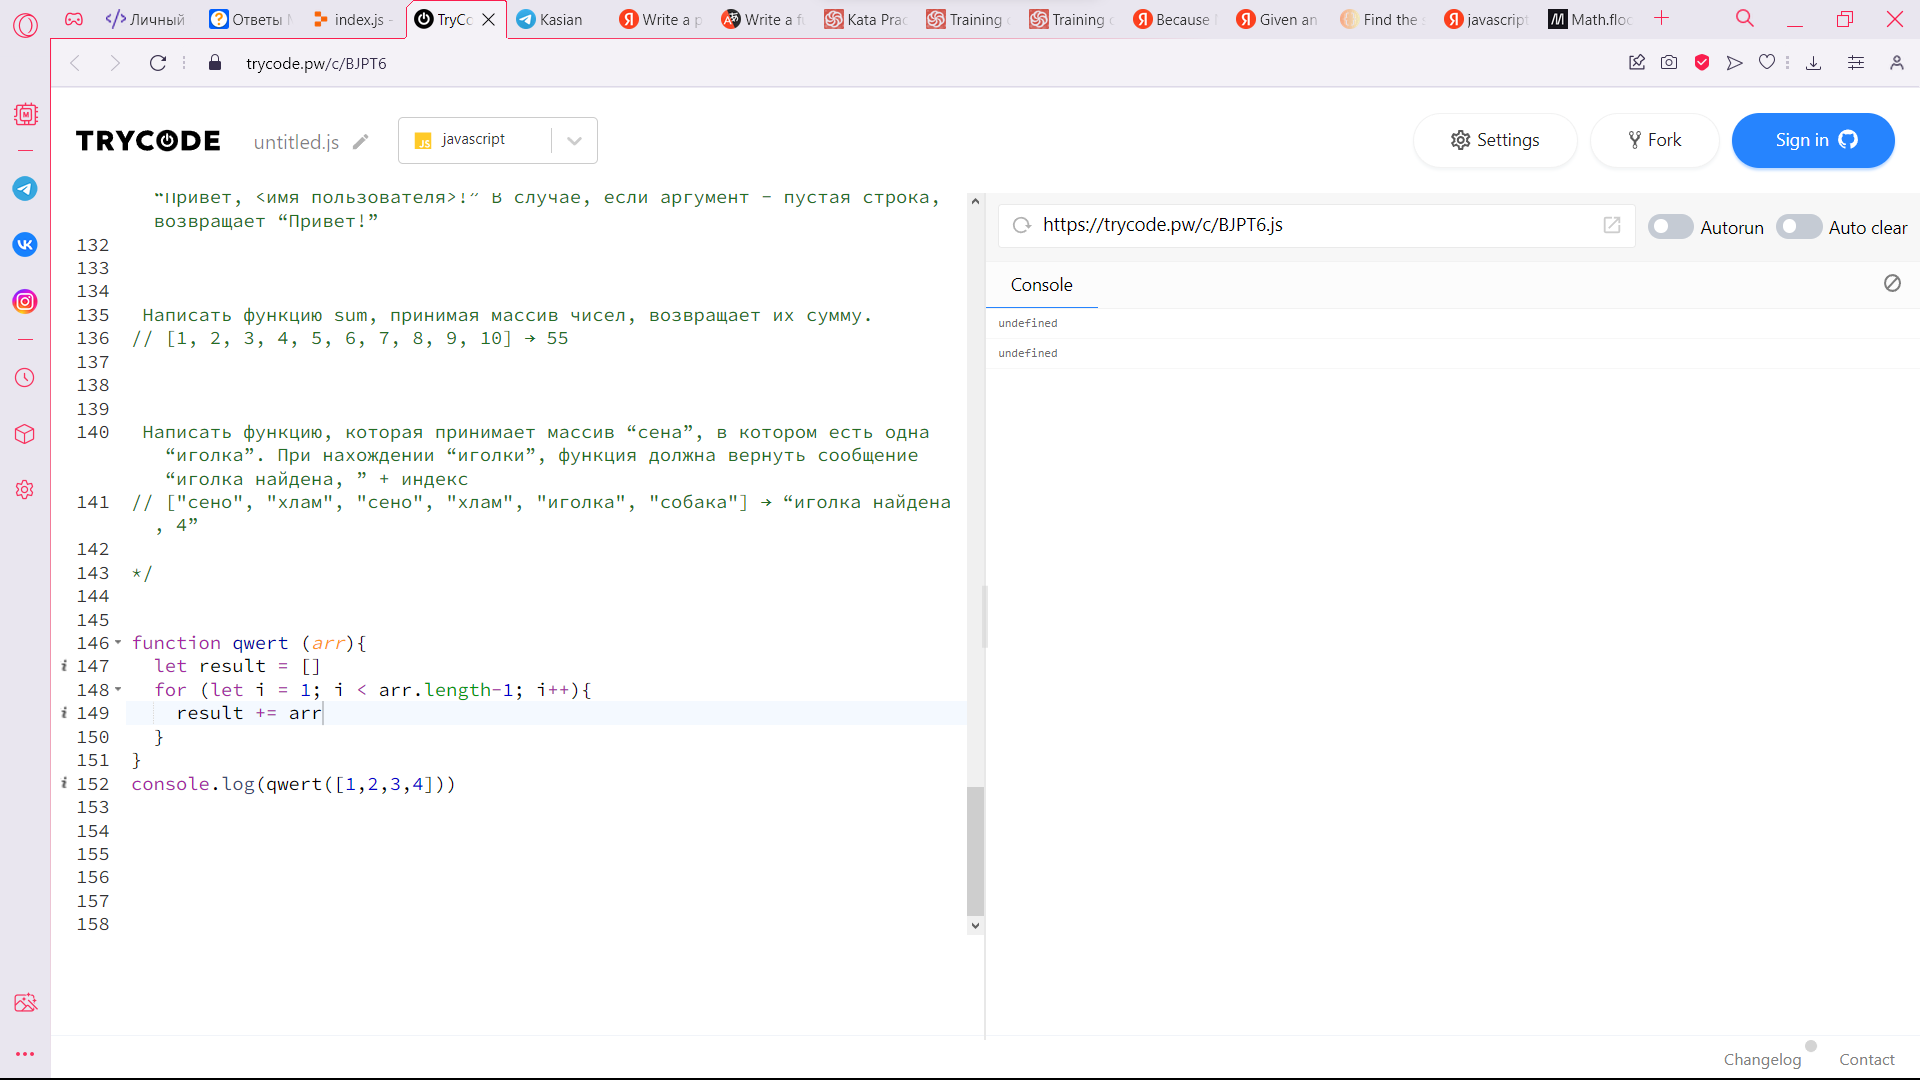 Личный
Ответы
index.js -
TryCo
Kasian
Write a p
Write a fu
Kata Prac
Training
Training
Because
Given an
Find the
javascript
Math.floo
trycode.pw/c/BJPT6
TRYCODE
untitled.js
JS
javascript
Settings
Fork
Sign in
“Привет, <имя пользователя>!” В случае, если аргумент - пустая строка,
возвращает “Привет!”
132
133
134
135 Написать функцию sum, принимая массив чисел, возвращает их сумму.
136 // [1, 2, 3, 4, 5, 6, 7, 8, 9, 10] → 55
137
138
139
140 Написать функцию, которая принимает массив “сена”, в котором есть одна
“иголка”. При нахождении “иголки”, функция должна вернуть сообщение
“иголка найдена, ” + индекс
141 // ["сено", "хлам", "сено", "хлам", "иголка", "собака"] → “иголка найдена
, 4”
142
143 */
144
145
146 function qwert (arr){
i 147 let result = []
148 for (let i = 1; i < arr.length-1; i++){
i 149 result += arr
150 }
151 }
i 152 console.log(qwert([1,2,3,4]))
153
154
155
156
157
158
https://trycode.pw/c/BJPT6.js
Autorun
Auto clear
Console
undefined
undefined
Changelog
Contact